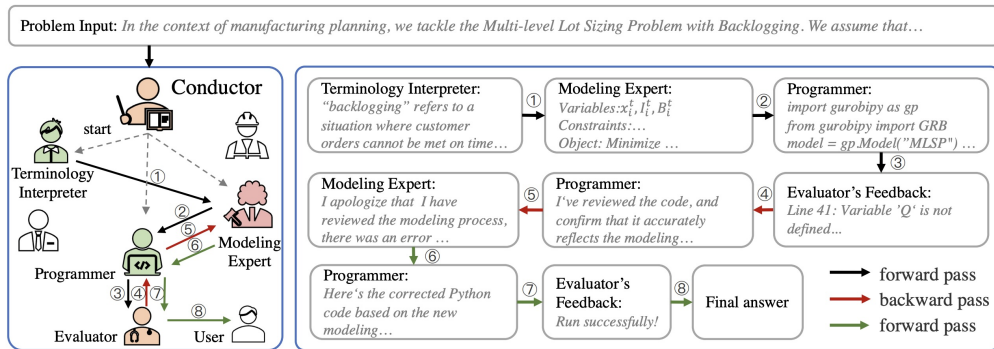 Problem Input: In the context of manufacturing planning, we tackle the Multi-level Lot Sizing Problem with Backlogging. We assume that…
Conductor
start
Terminology
Interpreter
①
②
⑤
⑥
Modeling
Expert
Programmer
③
④
⑦
⑧
Evaluator
User
Terminology Interpreter:
"backlogging" refers to a
situation where customer
orders cannot be met on time…
①
Modeling Expert:
Variables:x_i^t, I_i^t, B_i^t
Constraints:…
Object: Minimize …
②
Programmer:
import gurobipy as gp
from gurobipy import GRB
model = gp.Model("MLSP") …
③
Modeling Expert:
I apologize that I have
reviewed the modeling process,
there was an error …
⑤
Programmer:
I've reviewed the code, and
confirm that it accurately
reflects the modeling…
④
Evaluator's Feedback:
Line 41: Variable 'Q' is not
defined…
⑥
Programmer:
Here's the corrected Python
code based on the new
modeling…
⑦
Evaluator's
Feedback:
Run successfully!
⑧
Final answer
forward pass
backward pass
forward pass